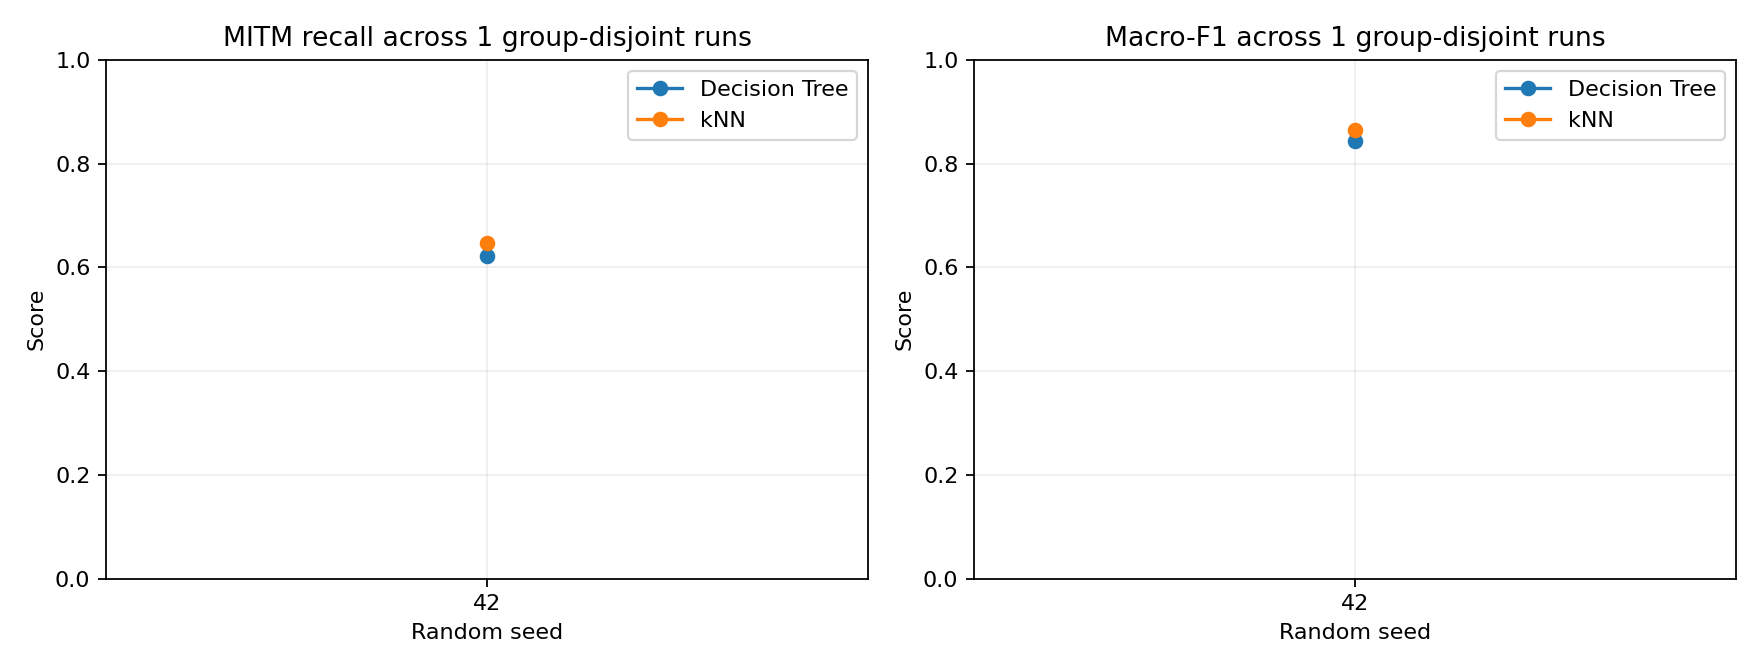 MITM recall across 1 group-disjoint runs
1.0
0.8
0.6
0.4
0.2
0.0
Score
Decision Tree
kNN
42
Random seed
Macro-F1 across 1 group-disjoint runs
1.0
0.8
0.6
0.4
0.2
0.0
Score
Decision Tree
kNN
42
Random seed